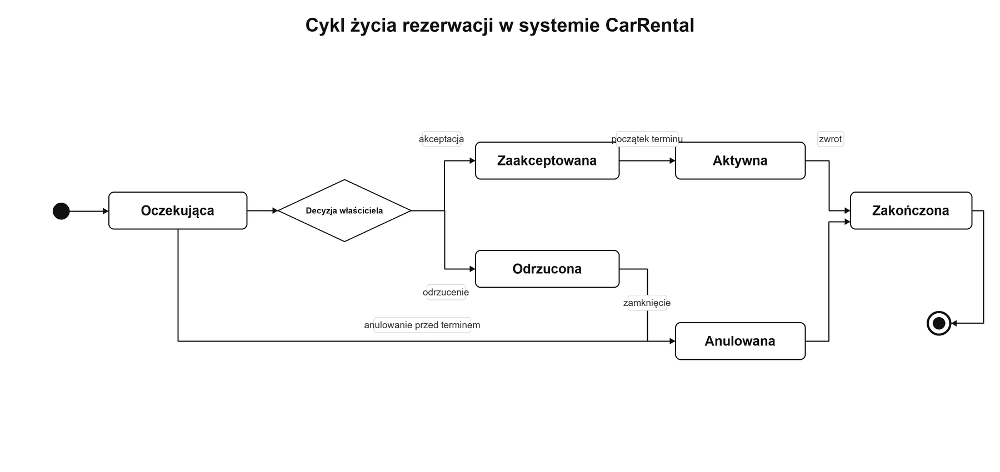 Cykl życia rezerwacji w systemie CarRental
akceptacja
początek terminu
zwrot
Zaakceptowana
Aktywna
Oczekująca
Decyzja właściciela
Zakończona
Odrzucona
odrzucenie
zamknięcie
anulowanie przed terminem
Anulowana